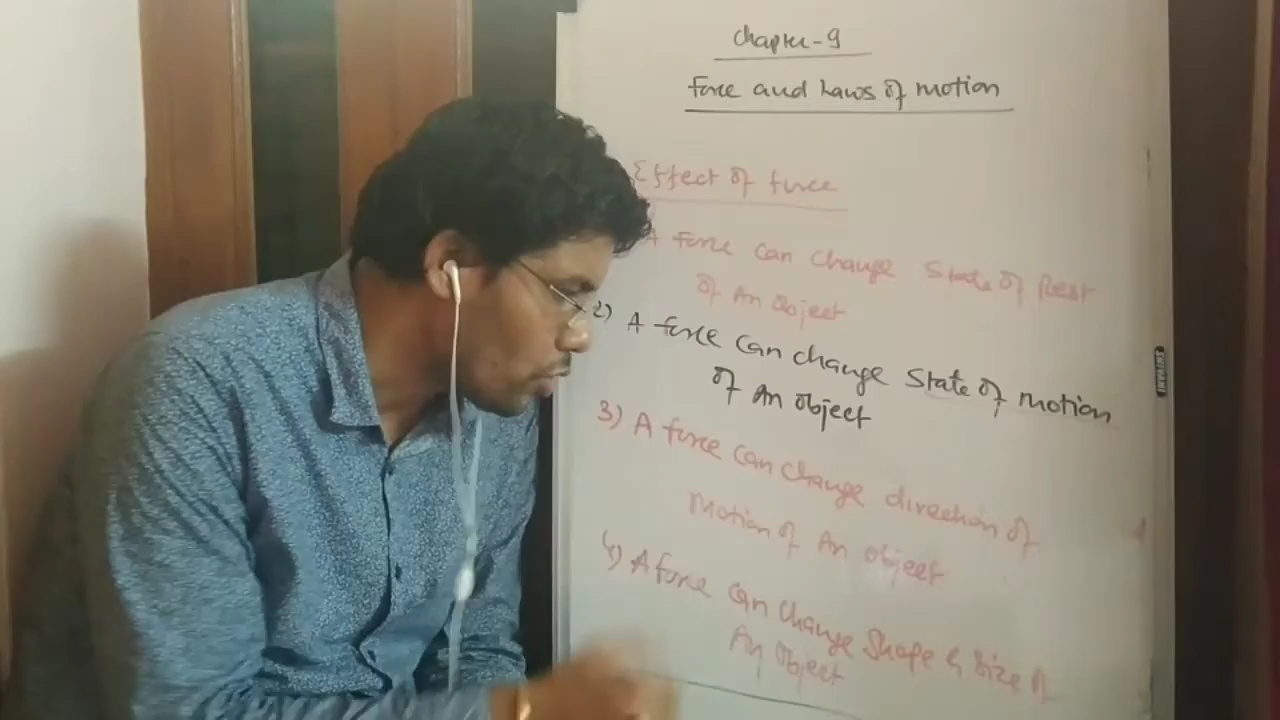 Chapter-9
Force and Laws of motion
Effect of force
A force can change State of Rest
of An object
2) A force can change State of motion
of An object
3) A force can change direction of
Motion of An object
4) A force can change Shape & Size of
An object